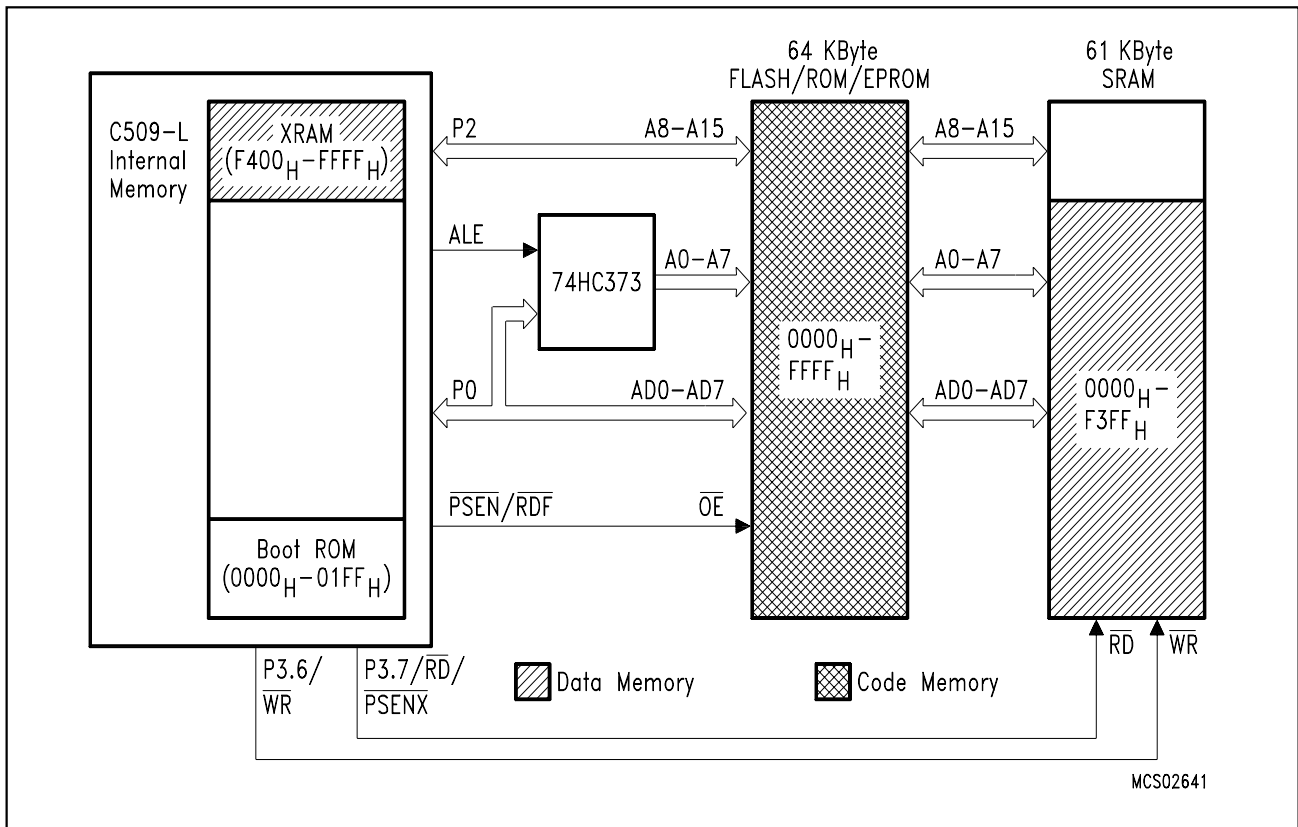 64 KByte
FLASH/ROM/EPROM
61 KByte
SRAM
C509-L
Internal
Memory
XRAM
(F400H-FFFFH)
P2
A8-A15
A8-A15
ALE
74HC373
A0-A7
A0-A7
0000H-
FFFFH
P0
AD0-AD7
AD0-AD7
0000H-
F3FFH
PSEN/RDF
OE
Boot ROM
(0000H-01FFH)
RD
WR
P3.6/
WR
P3.7/RD/
PSENX
Data Memory
Code Memory
MCS02641